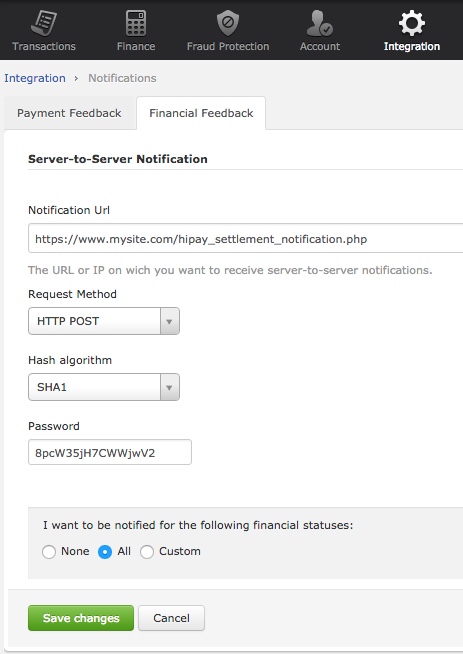 Transactions Finance Fraud Protection Account Integration
Integration › Notifications
Payment Feedback Financial Feedback
Server-to-Server Notification
Notification Url
https://www.mysite.com/hipay_settlement_notification.php
The URL or IP on wich you want to receive server-to-server notifications.
Request Method
HTTP POST
Hash algorithm
SHA1
Password
8pcW35jH7CWWjwV2
I want to be notified for the following financial statuses:
None All Custom
Save changes Cancel